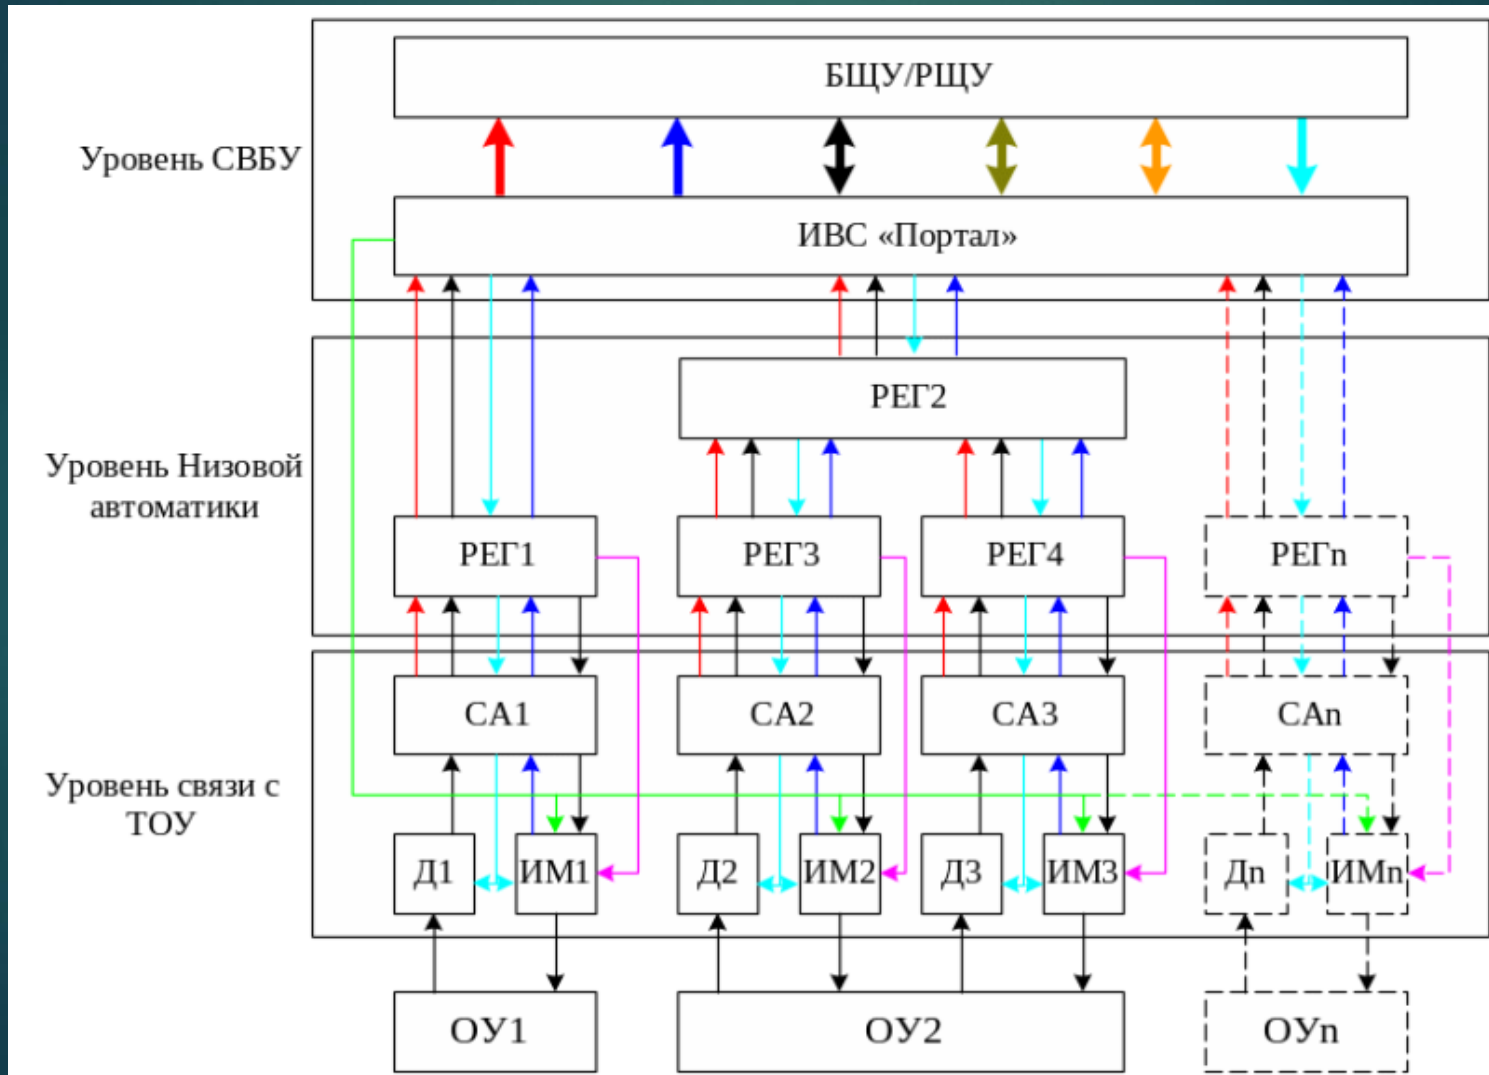 БЩУ/РЩУ
Уровень СВБУ
ИВС «Портал»
РЕГ2
Уровень Низовой
автоматики
РЕГ1
РЕГ3
РЕГ4
РЕГn
СА1
СА2
СА3
САn
Уровень связи с
ТОУ
Д1
ИМ1
Д2
ИМ2
Д3
ИМ3
Дn
ИМn
ОУ1
ОУ2
ОУn